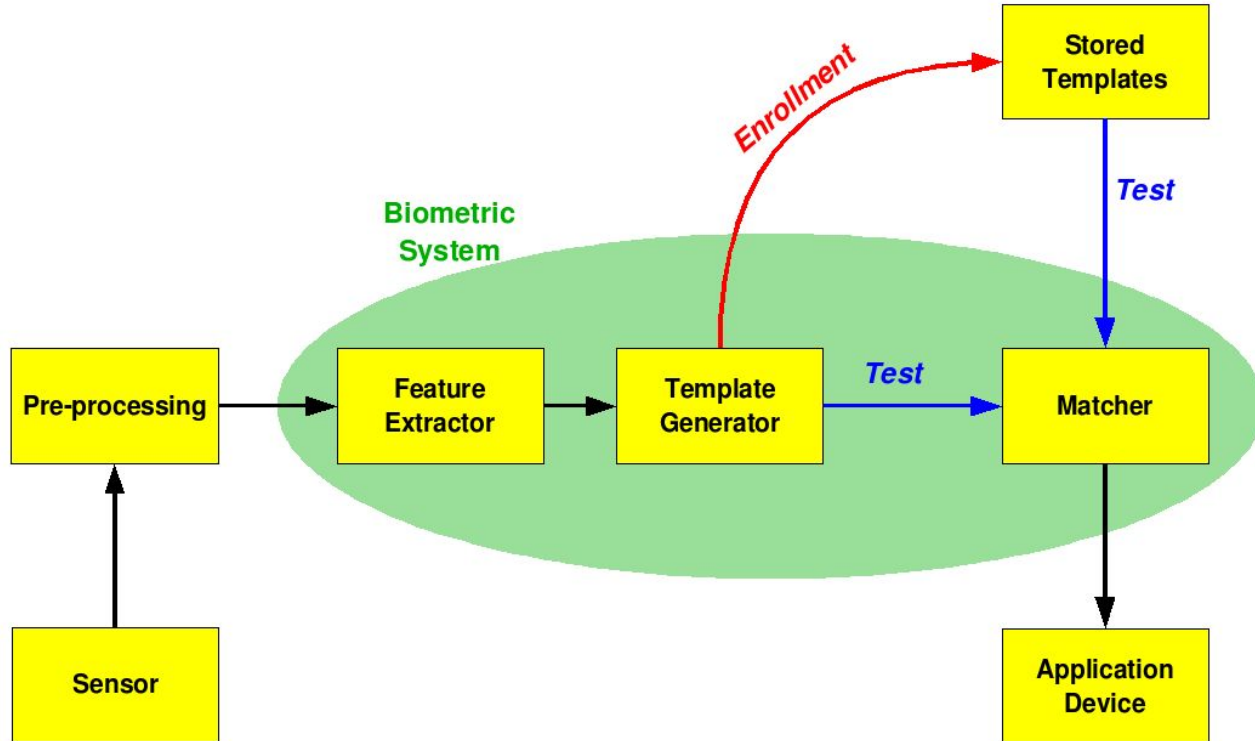 Stored
Templates
Enrollment
Test
Biometric
System
Pre-processing
Feature
Extractor
Template
Generator
Test
Matcher
Sensor
Application
Device